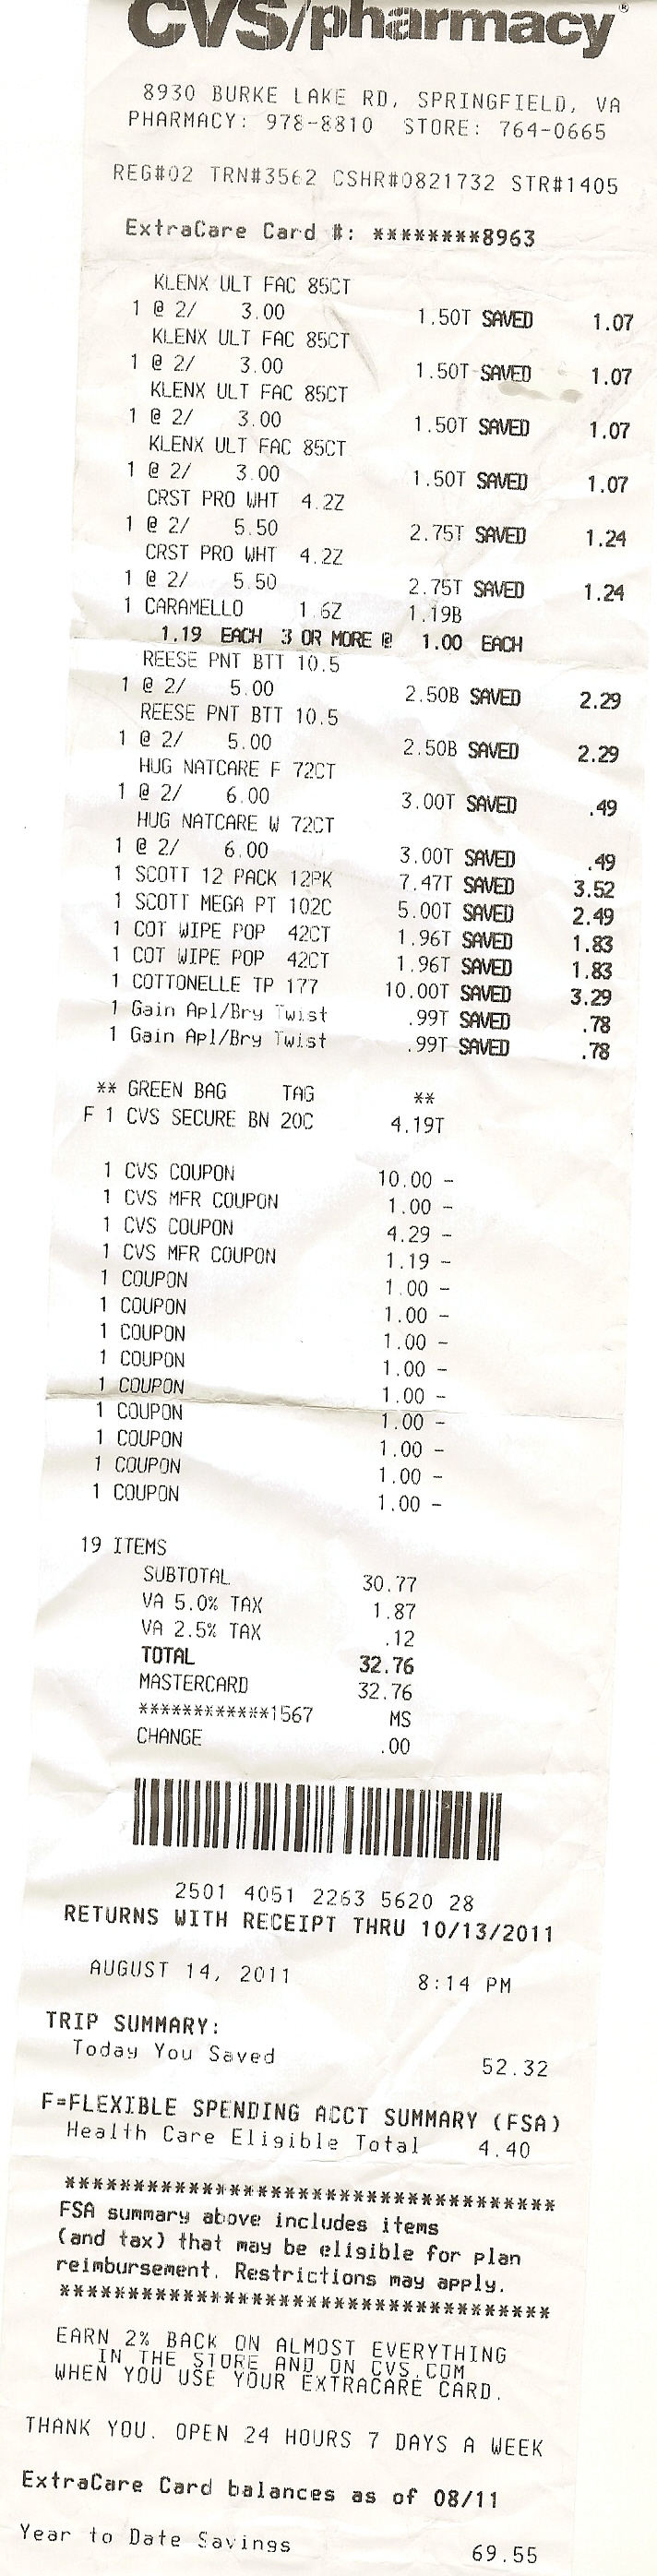 CVS/pharmacy®
8930 BURKE LAKE RD, SPRINGFIELD, VA
PHARMACY: 978-8810 STORE: 764-0665
REG#02 TRN#3562 CSHR#0821732 STR#1405
ExtraCare Card #: ********8963
KLENX ULT FAC 85CT
1 @ 2/ 3.00 1.50T SAVED 1.07
KLENX ULT FAC 85CT
1 @ 2/ 3.00 1.50T SAVED 1.07
KLENX ULT FAC 85CT
1 @ 2/ 3.00 1.50T SAVED 1.07
KLENX ULT FAC 85CT
1 @ 2/ 3.00 1.50T SAVED 1.07
CRST PRO WHT 4.2Z
1 @ 2/ 5.50 2.75T SAVED 1.24
CRST PRO WHT 4.2Z
1 @ 2/ 5.50 2.75T SAVED 1.24
1 CARAMELLO 1.6Z 1.19B
1.19 EACH 3 OR MORE @ 1.00 EACH
REESE PNT BTT 10.5
1 @ 2/ 5.00 2.50B SAVED 2.29
REESE PNT BTT 10.5
1 @ 2/ 5.00 2.50B SAVED 2.29
HUG NATCARE F 72CT
1 @ 2/ 6.00 3.00T SAVED .49
HUG NATCARE W 72CT
1 @ 2/ 6.00 3.00T SAVED .49
1 SCOTT 12 PACK 12PK 7.47T SAVED 3.52
1 SCOTT MEGA PT 102C 5.00T SAVED 2.49
1 COT WIPE POP 42CT 1.96T SAVED 1.83
1 COT WIPE POP 42CT 1.96T SAVED 1.83
1 COTTONELLE TP 177 10.00T SAVED 3.29
1 Gain Apl/Bry Twist .99T SAVED .78
1 Gain Apl/Bry Twist .99T SAVED .78
** GREEN BAG TAG **
F 1 CVS SECURE BN 20C 4.19T
1 CVS COUPON 10.00 -
1 CVS MFR COUPON 1.00 -
1 CVS COUPON 4.29 -
1 CVS MFR COUPON 1.19 -
1 COUPON 1.00 -
1 COUPON 1.00 -
1 COUPON 1.00 -
1 COUPON 1.00 -
1 COUPON 1.00 -
1 COUPON 1.00 -
1 COUPON 1.00 -
1 COUPON 1.00 -
1 COUPON 1.00 -
19 ITEMS
SUBTOTAL 30.77
VA 5.0% TAX 1.87
VA 2.5% TAX .12
TOTAL 32.76
MASTERCARD 32.76
************1567 MS
CHANGE .00
2501 4051 2263 5620 28
RETURNS WITH RECEIPT THRU 10/13/2011
AUGUST 14, 2011 8:14 PM
TRIP SUMMARY:
Today You Saved 52.32
F=FLEXIBLE SPENDING ACCT SUMMARY (FSA)
Health Care Eligible Total 4.40
************************************
FSA summary above includes items
(and tax) that may be eligible for plan
reimbursement. Restrictions may apply.
************************************
EARN 2% BACK ON ALMOST EVERYTHING
IN THE STORE AND ON CVS.COM
WHEN YOU USE YOUR EXTRACARE CARD.
THANK YOU. OPEN 24 HOURS 7 DAYS A WEEK
ExtraCare Card balances as of 08/11
Year to Date Savings 69.55